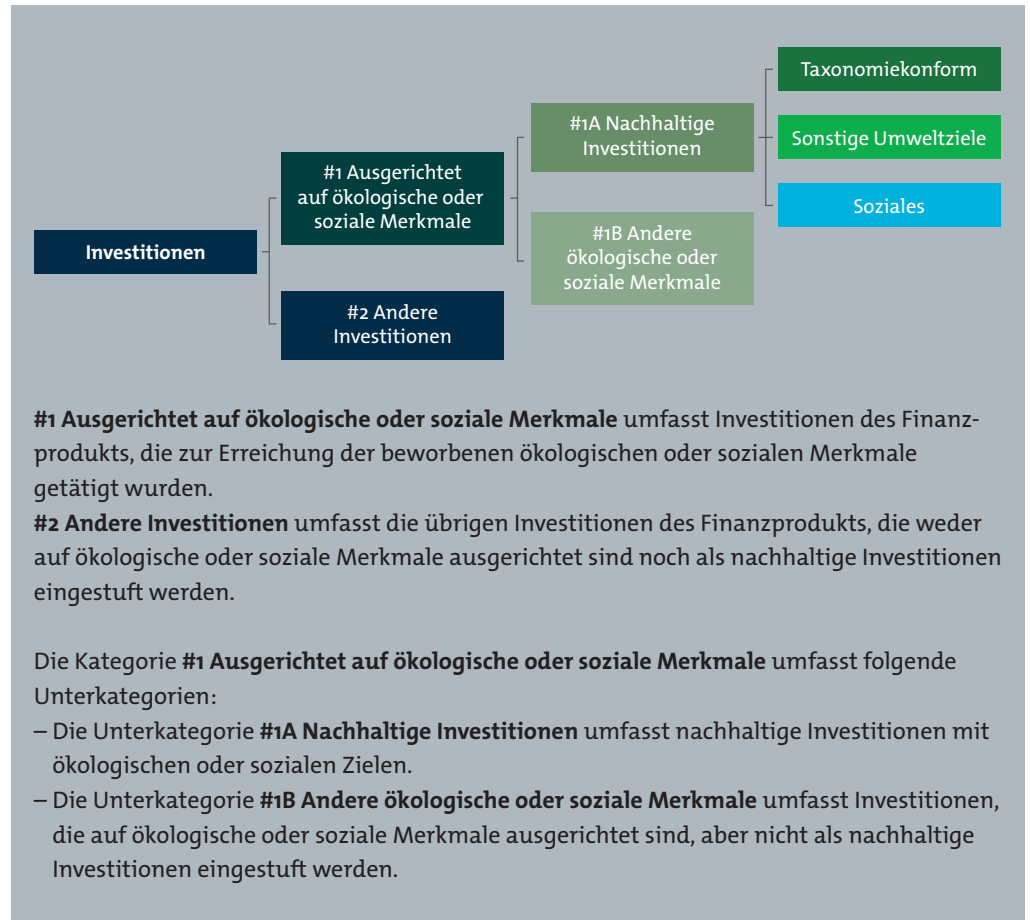 Taxonomiekonform
#1A Nachhaltige
Investitionen
Sonstige Umweltziele
#1 Ausgerichtet
auf ökologische oder
soziale Merkmale
Soziales
#1B Andere
ökologische oder
soziale Merkmale
Investitionen
#2 Andere
Investitionen
#1 Ausgerichtet auf ökologische oder soziale Merkmale umfasst Investitionen des Finanz-
produkts, die zur Erreichung der beworbenen ökologischen oder sozialen Merkmale
getätigt wurden.
#2 Andere Investitionen umfasst die übrigen Investitionen des Finanzprodukts, die weder
auf ökologische oder soziale Merkmale ausgerichtet sind noch als nachhaltige Investitionen
eingestuft werden.
Die Kategorie #1 Ausgerichtet auf ökologische oder soziale Merkmale umfasst folgende
Unterkategorien:
– Die Unterkategorie #1A Nachhaltige Investitionen umfasst nachhaltige Investitionen mit
ökologischen oder sozialen Zielen.
– Die Unterkategorie #1B Andere ökologische oder soziale Merkmale umfasst Investitionen,
die auf ökologische oder soziale Merkmale ausgerichtet sind, aber nicht als nachhaltige
Investitionen eingestuft werden.